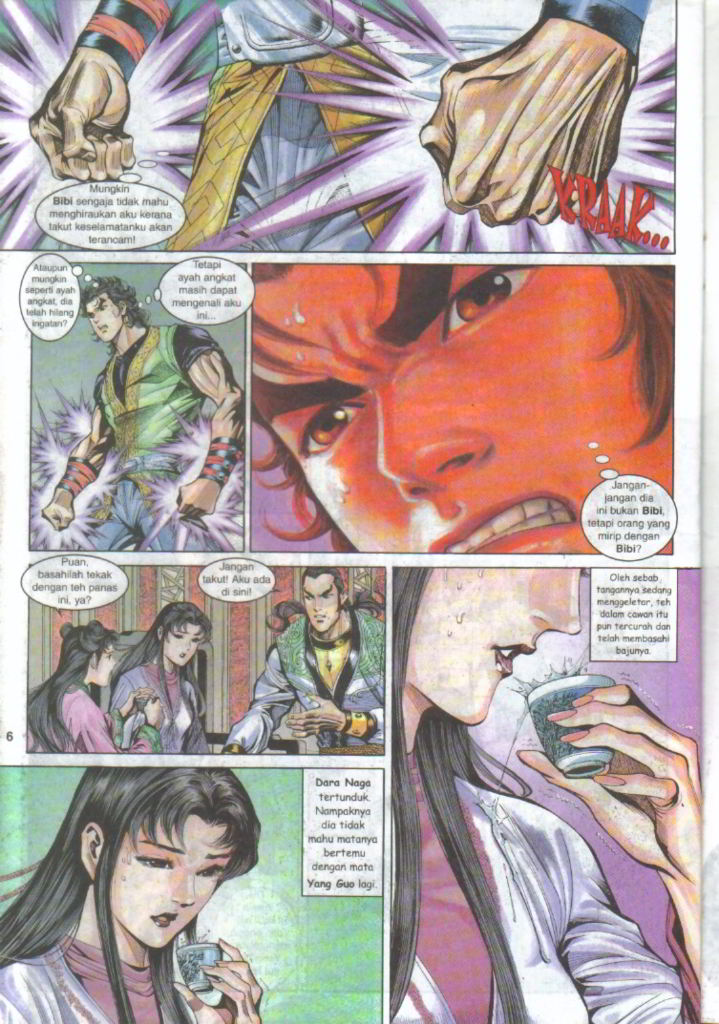 Mungkin
Bibi sengaja tidak mahu
menghiraukan aku kerana
takut keselamatanku akan
terancam!
KRAAK...
Ataupun
mungkin
seperti ayah
angkat, dia
telah hilang
ingatan?
Tetapi
ayah angkat
masih dapat
mengenali aku
ini...
Jangan-
jangan dia
ini bukan Bibi,
tetapi orang yang
mirip dengan
Bibi?
Puan,
basahilah tekak
dengan teh panas
ini, ya?
Jangan
takut! Aku ada
di sini!
Oleh sebab
tangannya sedang
menggeletar, teh
dalam cawan itu
pun tercurah dan
telah membasahi
bajunya.
6
Dara Naga
tertunduk.
Nampaknya
dia tidak
mahu matanya
bertemu
dengan mata
Yang Guo lagi.